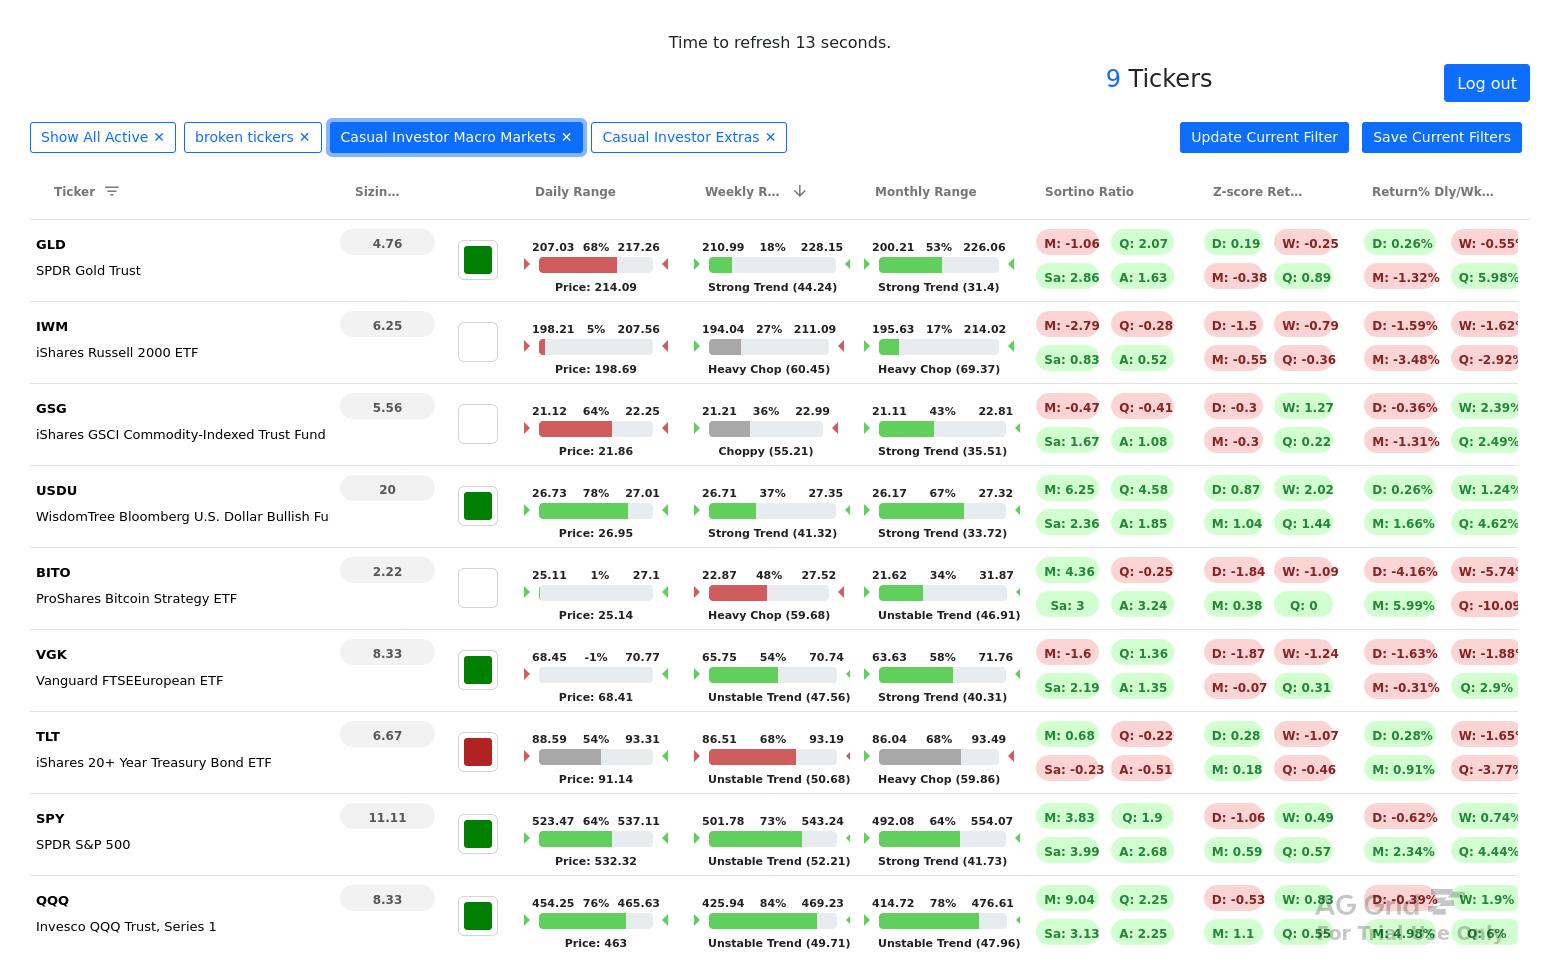 Time to refresh 13 seconds.
9 Tickers
Log out
Show All Active ✕ broken tickers ✕ Casual Investor Macro Markets ✕ Casual Investor Extras ✕ Update Current Filter Save Current Filters
Ticker Sizin... Daily Range Weekly R... Monthly Range Sortino Ratio Z-score Ret... Return% Dly/Wk...
GLD 4.76 207.03 68% 217.26 210.99 18% 228.15 200.21 53% 226.06 M: -1.06 Q: 2.07 D: 0.19 W: -0.25 D: 0.26% W: -0.55%
SPDR Gold Trust Price: 214.09 Strong Trend (44.24) Strong Trend (31.4) Sa: 2.86 A: 1.63 M: -0.38 Q: 0.89 M: -1.32% Q: 5.98%
IWM 6.25 198.21 5% 207.56 194.04 27% 211.09 195.63 17% 214.02 M: -2.79 Q: -0.28 D: -1.5 W: -0.79 D: -1.59% W: -1.62%
iShares Russell 2000 ETF Price: 198.69 Heavy Chop (60.45) Heavy Chop (69.37) Sa: 0.83 A: 0.52 M: -0.55 Q: -0.36 M: -3.48% Q: -2.92%
GSG 5.56 21.12 64% 22.25 21.21 36% 22.99 21.11 43% 22.81 M: -0.47 Q: -0.41 D: -0.3 W: 1.27 D: -0.36% W: 2.39%
iShares GSCI Commodity-Indexed Trust Fund Price: 21.86 Choppy (55.21) Strong Trend (35.51) Sa: 1.67 A: 1.08 M: -0.3 Q: 0.22 M: -1.31% Q: 2.49%
USDU 20 26.73 78% 27.01 26.71 37% 27.35 26.17 67% 27.32 M: 6.25 Q: 4.58 D: 0.87 W: 2.02 D: 0.26% W: 1.24%
WisdomTree Bloomberg U.S. Dollar Bullish Fu Price: 26.95 Strong Trend (41.32) Strong Trend (33.72) Sa: 2.36 A: 1.85 M: 1.04 Q: 1.44 M: 1.66% Q: 4.62%
BITO 2.22 25.11 1% 27.1 22.87 48% 27.52 21.62 34% 31.87 M: 4.36 Q: -0.25 D: -1.84 W: -1.09 D: -4.16% W: -5.74%
ProShares Bitcoin Strategy ETF Price: 25.14 Heavy Chop (59.68) Unstable Trend (46.91) Sa: 3 A: 3.24 M: 0.38 Q: 0 M: 5.99% Q: -10.09
VGK 8.33 68.45 -1% 70.77 65.75 54% 70.74 63.63 58% 71.76 M: -1.6 Q: 1.36 D: -1.87 W: -1.24 D: -1.63% W: -1.88%
Vanguard FTSEEuropean ETF Price: 68.41 Unstable Trend (47.56) Strong Trend (40.31) Sa: 2.19 A: 1.35 M: -0.07 Q: 0.31 M: -0.31% Q: 2.9%
TLT 6.67 88.59 54% 93.31 86.51 68% 93.19 86.04 68% 93.49 M: 0.68 Q: -0.22 D: 0.28 W: -1.07 D: 0.28% W: -1.65%
iShares 20+ Year Treasury Bond ETF Price: 91.14 Unstable Trend (50.68) Heavy Chop (59.86) Sa: -0.23 A: -0.51 M: 0.18 Q: -0.46 M: 0.91% Q: -3.77%
SPY 11.11 523.47 64% 537.11 501.78 73% 543.24 492.08 64% 554.07 M: 3.83 Q: 1.9 D: -1.06 W: 0.49 D: -0.62% W: 0.74%
SPDR S&P 500 Price: 532.32 Unstable Trend (52.21) Strong Trend (41.73) Sa: 3.99 A: 2.68 M: 0.59 Q: 0.57 M: 2.34% Q: 4.44%
QQQ 8.33 454.25 76% 465.63 425.94 84% 469.23 414.72 78% 476.61 M: 9.04 Q: 2.25 D: -0.53 W: 0.83 D: -0.39% W: 1.9%
Invesco QQQ Trust, Series 1 Price: 463 Unstable Trend (49.71) Unstable Trend (47.96) Sa: 3.13 A: 2.25 M: 1.1 Q: 0.55 M: 4.98% Q: 6%
AG Grid
For Trial Use Only